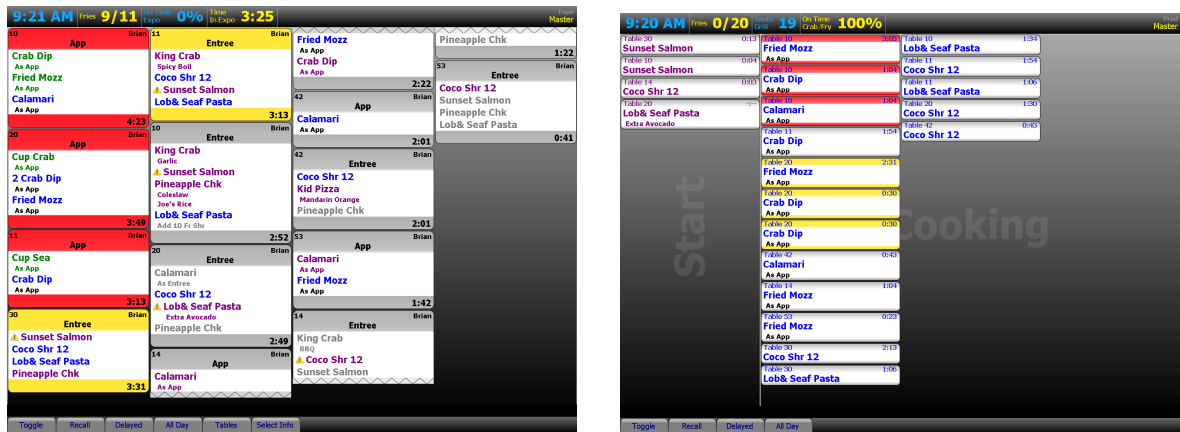 9:21 AM Fries 9/11 On Time Expo 0% Time In Expo 3:25 Expo Master
10 Brian
App
Crab Dip
As App
Fried Mozz
As App
Calamari
As App
4:23
20 Brian
App
Cup Crab
As App
2 Crab Dip
As App
Fried Mozz
As App
3:49
11 Brian
App
Cup Sea
As App
Crab Dip
As App
3:13
30 Brian
Entree
Sunset Salmon
Coco Shr 12
Lob& Seaf Pasta
Pineapple Chk
3:31
11 Brian
Entree
King Crab
Spicy Boil
Coco Shr 12
Sunset Salmon
Lob& Seaf Pasta
3:13
10 Brian
Entree
King Crab
Garlic
Sunset Salmon
Pineapple Chk
Coleslaw
Joe's Rice
Lob& Seaf Pasta
Add 10 Fr Shr
2:52
20 Brian
Entree
Calamari
As Entree
Coco Shr 12
Lob& Seaf Pasta
Extra Avocado
Pineapple Chk
2:49
14 Brian
App
Calamari
As App
Fried Mozz
As App
Crab Dip
As App
2:22
42 Brian
App
Calamari
As App
2:01
42 Brian
Entree
Coco Shr 12
Kid Pizza
Mandarin Orange
Pineapple Chk
2:01
53 Brian
App
Calamari
As App
Fried Mozz
As App
1:42
14 Brian
Entree
King Crab
BBQ
Coco Shr 12
Sunset Salmon
Pineapple Chk
1:22
53 Brian
Entree
Coco Shr 12
Sunset Salmon
Pineapple Chk
Lob& Seaf Pasta
0:41
Toggle Recall Delayed All Day Tables Select Info
9:20 AM Fries 0/20 Route Grill 19 On Time Crab/Fry 100% Prod Master
Table 30 0:13
Sunset Salmon
Table 10 0:04
Sunset Salmon
Table 14 0:03
Coco Shr 12
Table 20 -:--
Lob& Seaf Pasta
Extra Avocado
Start
Table 10 3:05
Fried Mozz
As App
Table 10 1:04
Crab Dip
As App
Table 10 1:04
Calamari
As App
Table 11 1:54
Crab Dip
As App
Table 20 2:31
Fried Mozz
As App
Table 20 0:30
Crab Dip
As App
Table 20 0:30
Crab Dip
As App
Table 42 0:43
Calamari
As App
Table 14 1:04
Fried Mozz
As App
Table 53 0:23
Fried Mozz
As App
Table 30 2:13
Coco Shr 12
Table 30 1:06
Lob& Seaf Pasta
Table 10 1:34
Lob& Seaf Pasta
Table 11 1:54
Coco Shr 12
Table 11 1:06
Lob& Seaf Pasta
Table 20 1:30
Coco Shr 12
Table 42 0:43
Coco Shr 12
Cooking
Toggle Recall Delayed All Day